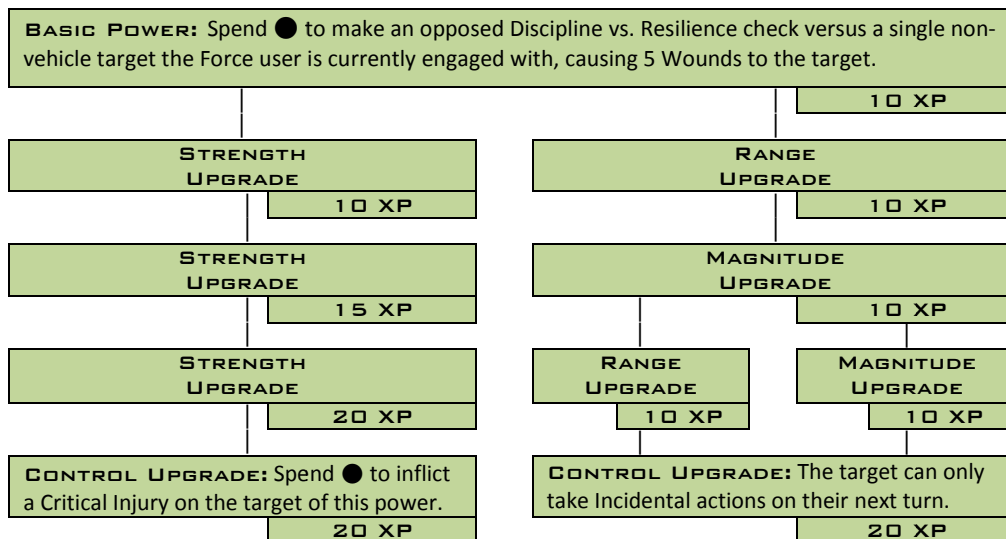 BASIC POWER: Spend ● to make an opposed Discipline vs. Resilience check versus a single non-
vehicle target the Force user is currently engaged with, causing 5 Wounds to the target.
10 XP
STRENGTH
UPGRADE
10 XP
RANGE
UPGRADE
10 XP
STRENGTH
UPGRADE
15 XP
MAGNITUDE
UPGRADE
10 XP
STRENGTH
UPGRADE
20 XP
RANGE
UPGRADE
10 XP
MAGNITUDE
UPGRADE
10 XP
CONTROL UPGRADE: Spend ● to inflict
a Critical Injury on the target of this power.
20 XP
CONTROL UPGRADE: The target can only
take Incidental actions on their next turn.
20 XP